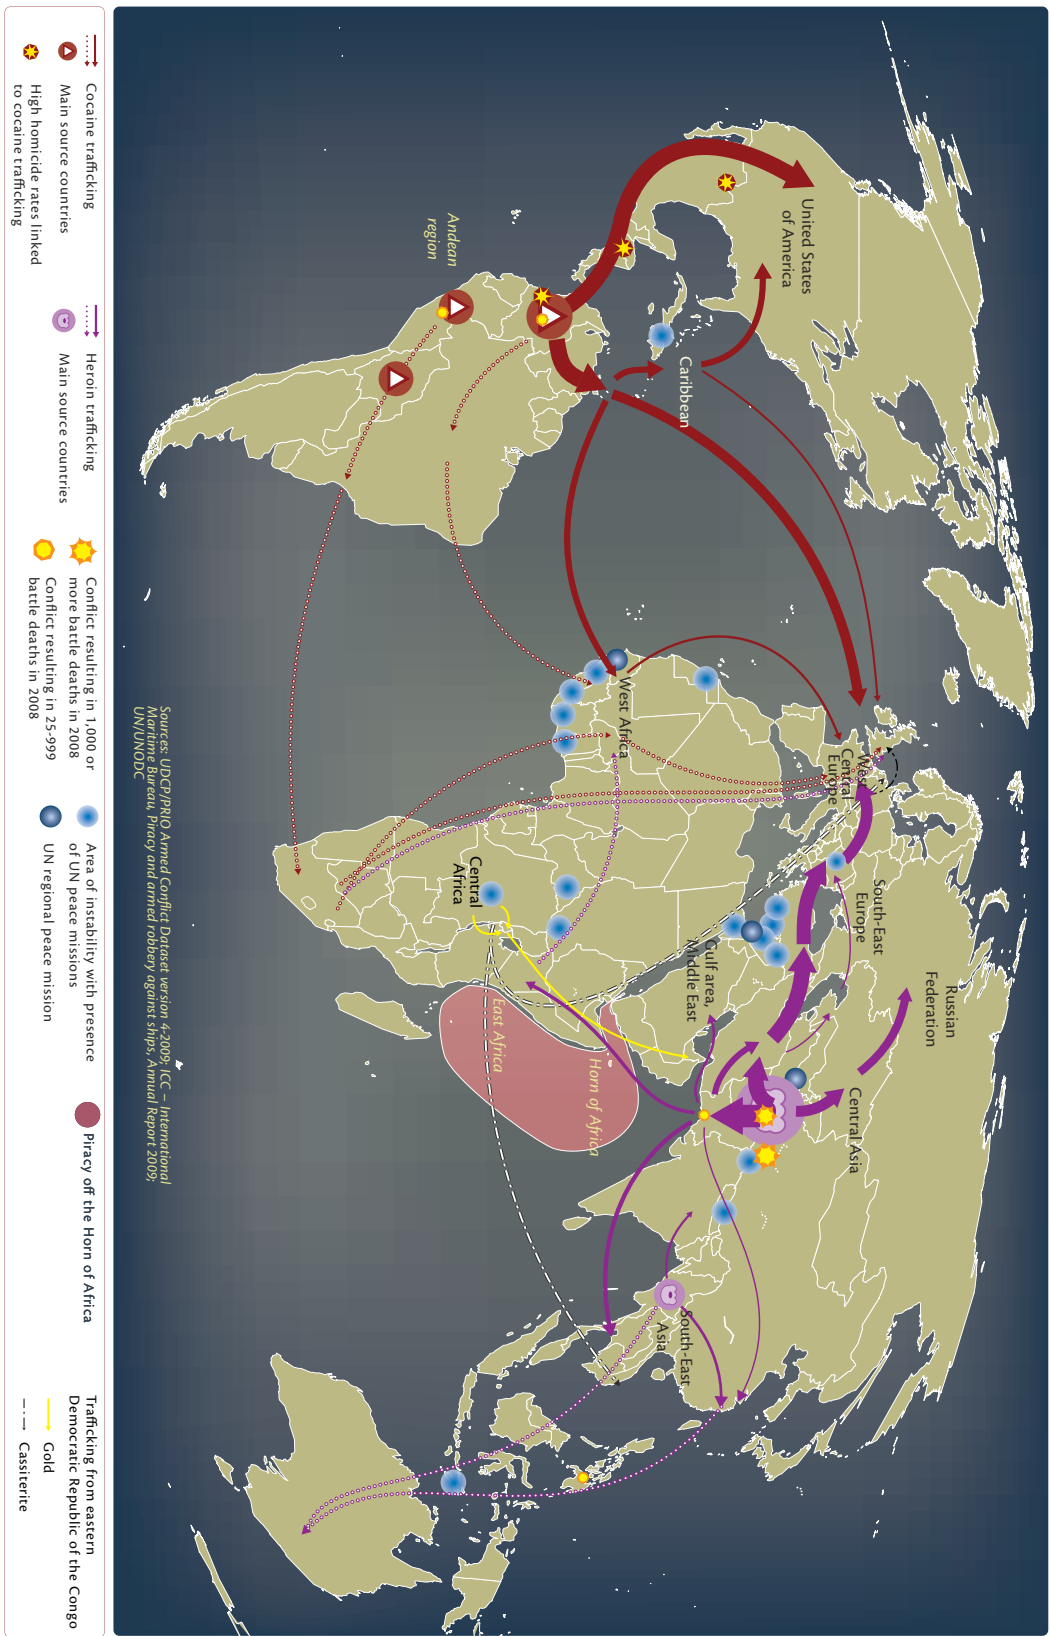 United States
of America
Caribbean
Andean
region
West Africa
West
Central
Europe
South-East
Europe
Russian
Federation
Central Asia
Gulf area,
Middle East
Central
Africa
East Africa
Horn of Africa
South-East
Asia
Sources: UDCP/PRIO Armed Conflict Dataset version 4-2009; ICC – International
Maritime Bureau, Piracy and armed robbery against ships, Annual Report 2009;
UN/UNODC
Cocaine trafficking
Main source countries
High homicide rates linked
to cocaine trafficking
Heroin trafficking
Main source countries
Conflict resulting in 1,000 or
more battle deaths in 2008
Conflict resulting in 25-999
battle deaths in 2008
Area of instability with presence
of UN peace missions
UN regional peace mission
Piracy off the Horn of Africa
Trafficking from eastern
Democratic Republic of the Congo
Gold
Cassiterite